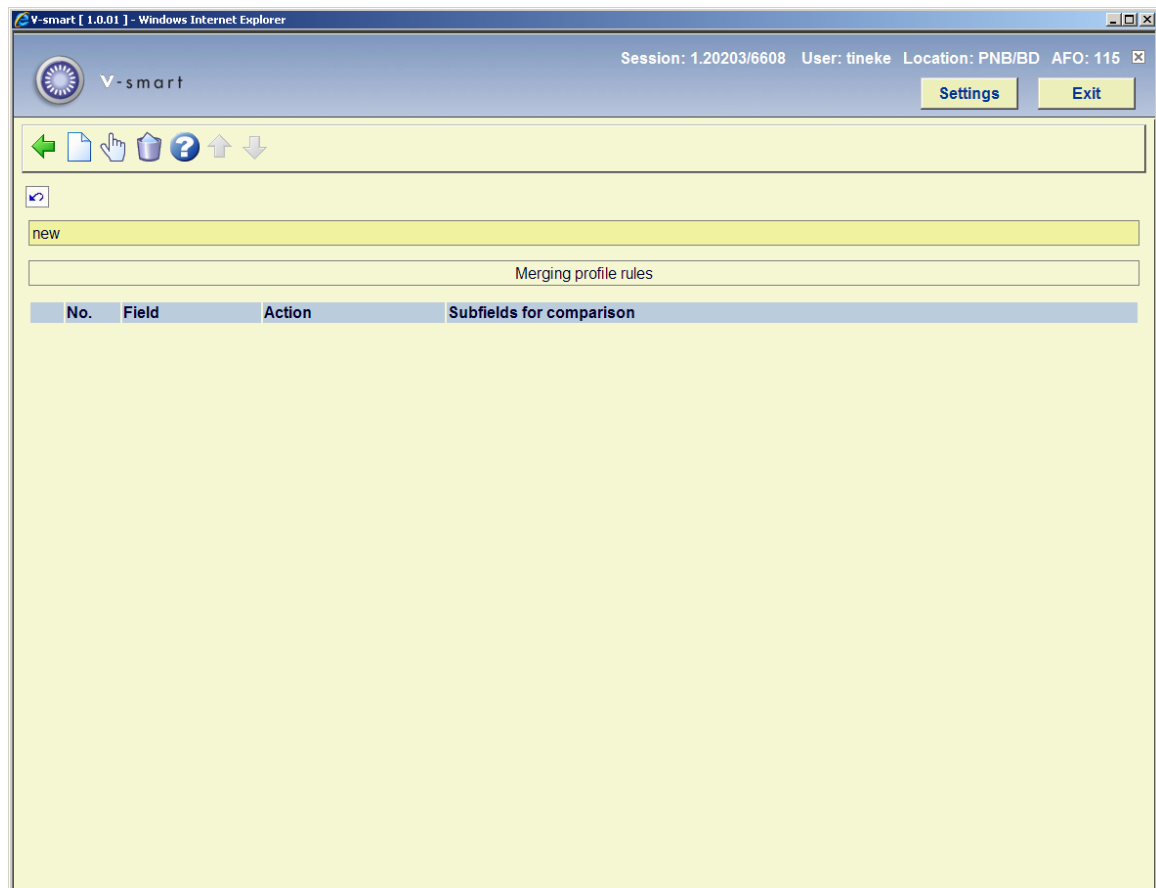 V-smart [ 1.0.01 ] - Windows Internet Explorer
Session: 1.20203/6608 User: tineke Location: PNB/BD AFO: 115
V-smart
Settings Exit
new
Merging profile rules
No. Field Action Subfields for comparison